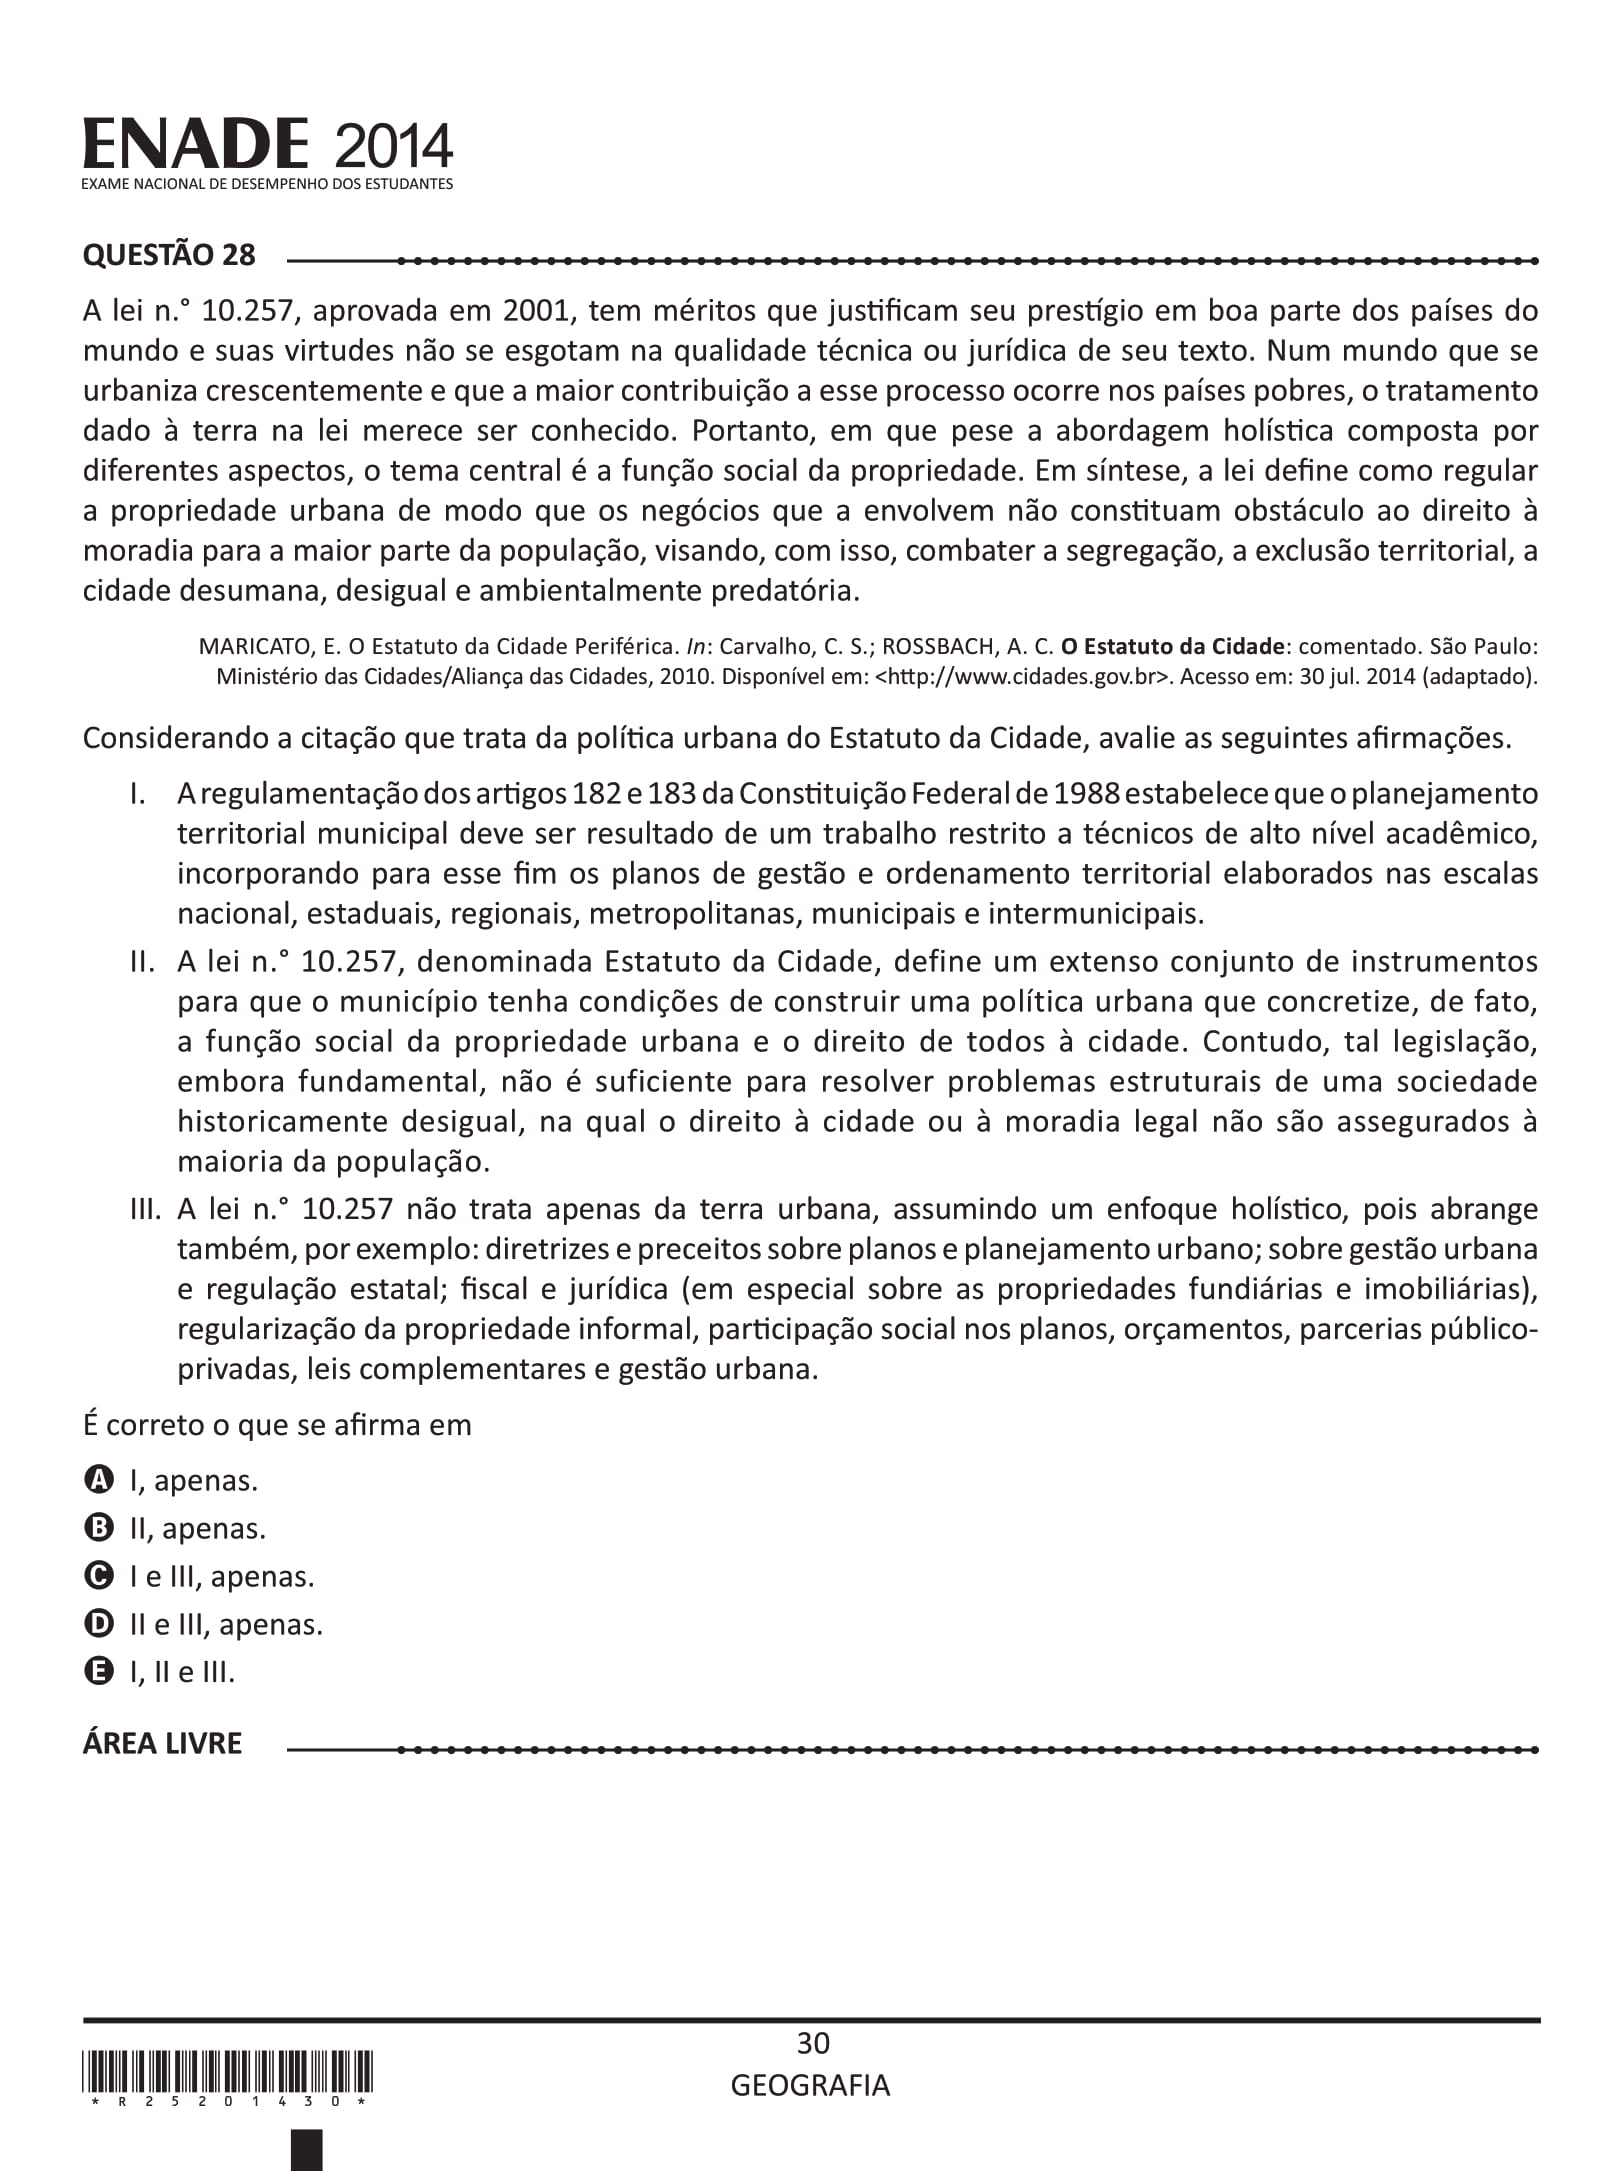 ENADE 2014
EXAME NACIONAL DE DESEMPENHO DOS ESTUDANTES
QUESTÃO 28
A lei n.° 10.257, aprovada em 2001, tem méritos que justificam seu prestígio em boa parte dos países do
mundo e suas virtudes não se esgotam na qualidade técnica ou jurídica de seu texto. Num mundo que se
urbaniza crescentemente e que a maior contribuição a esse processo ocorre nos países pobres, o tratamento
dado à terra na lei merece ser conhecido. Portanto, em que pese a abordagem holística composta por
diferentes aspectos, o tema central é a função social da propriedade. Em síntese, a lei define como regular
a propriedade urbana de modo que os negócios que a envolvem não constituam obstáculo ao direito à
moradia para a maior parte da população, visando, com isso, combater a segregação, a exclusão territorial, a
cidade desumana, desigual e ambientalmente predatória.
MARICATO, E. O Estatuto da Cidade Periférica. In: Carvalho, C. S.; ROSSBACH, A. C. O Estatuto da Cidade: comentado. São Paulo:
Ministério das Cidades/Aliança das Cidades, 2010. Disponível em: <http://www.cidades.gov.br>. Acesso em: 30 jul. 2014 (adaptado).
Considerando a citação que trata da política urbana do Estatuto da Cidade, avalie as seguintes afirmações.
I. A regulamentação dos artigos 182 e 183 da Constituição Federal de 1988 estabelece que o planejamento
territorial municipal deve ser resultado de um trabalho restrito a técnicos de alto nível acadêmico,
incorporando para esse fim os planos de gestão e ordenamento territorial elaborados nas escalas
nacional, estaduais, regionais, metropolitanas, municipais e intermunicipais.
II. A lei n.° 10.257, denominada Estatuto da Cidade, define um extenso conjunto de instrumentos
para que o município tenha condições de construir uma política urbana que concretize, de fato,
a função social da propriedade urbana e o direito de todos à cidade. Contudo, tal legislação,
embora fundamental, não é suficiente para resolver problemas estruturais de uma sociedade
historicamente desigual, na qual o direito à cidade ou à moradia legal não são assegurados à
maioria da população.
III. A lei n.° 10.257 não trata apenas da terra urbana, assumindo um enfoque holístico, pois abrange
também, por exemplo: diretrizes e preceitos sobre planos e planejamento urbano; sobre gestão urbana
e regulação estatal; fiscal e jurídica (em especial sobre as propriedades fundiárias e imobiliárias),
regularização da propriedade informal, participação social nos planos, orçamentos, parcerias público-
privadas, leis complementares e gestão urbana.
É correto o que se afirma em
A I, apenas.
B II, apenas.
C I e III, apenas.
D II e III, apenas.
E I, II e III.
ÁREA LIVRE
30
GEOGRAFIA
* R 2 5 2 0 1 4 3 0 *